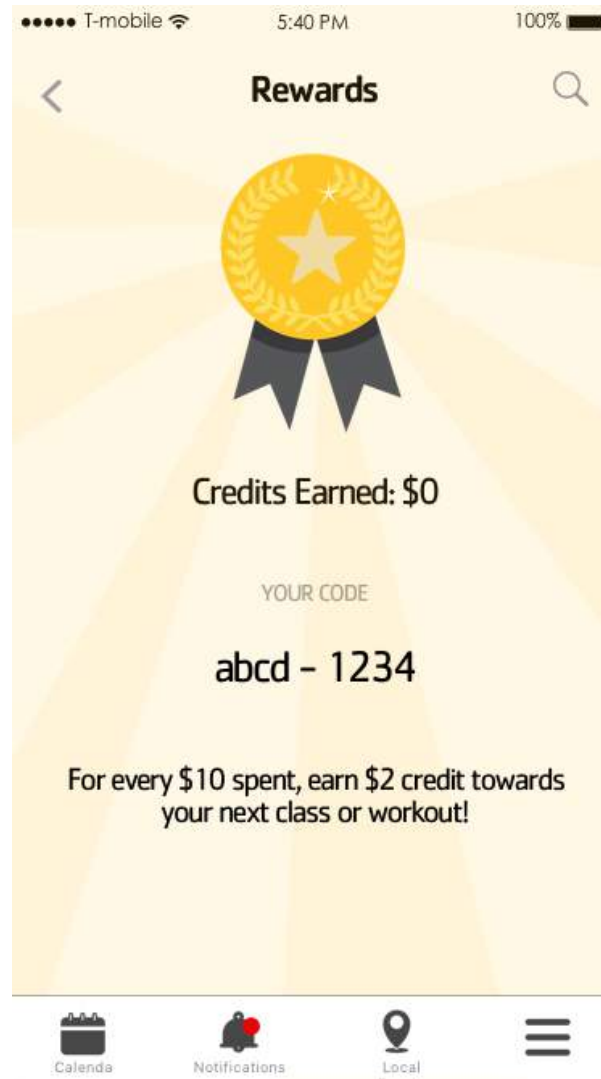 T-mobile 5:40 PM 100%
Rewards
Credits Earned: $0
YOUR CODE
abcd - 1234
For every $10 spent, earn $2 credit towards
your next class or workout!
Calenda Notifications Local